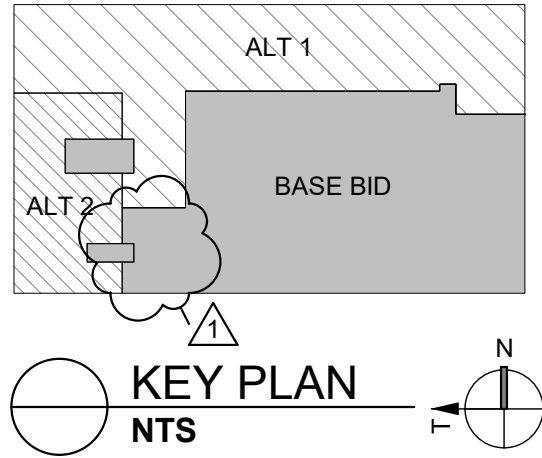 ALT 1
BASE BID
ALT 2
1
KEY PLAN
NTS
N
T